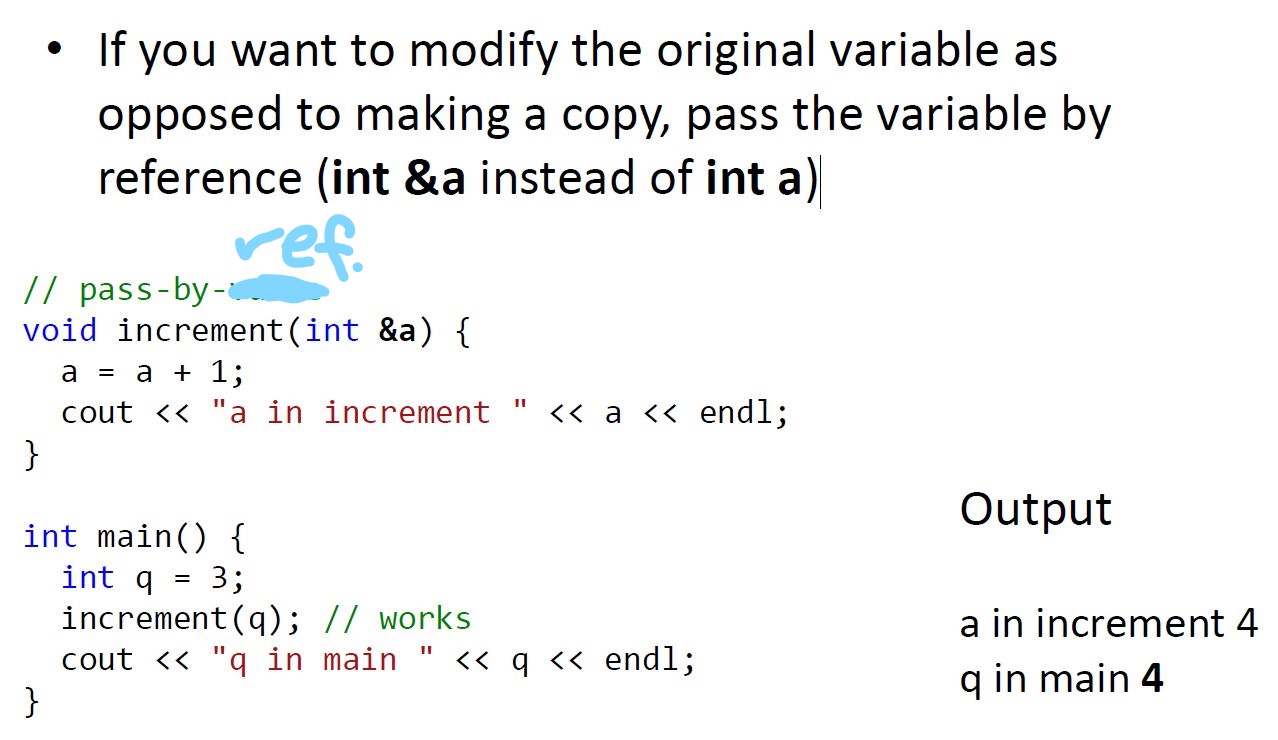 • If you want to modify the original variable as
opposed to making a copy, pass the variable by
reference (int &a instead of int a)
ref.
// pass-by-
void increment(int &a) {
a = a + 1;
cout << "a in increment " << a << endl;
}
int main() {
int q = 3;
increment(q); // works
cout << "q in main " << q << endl;
}
Output
a in increment 4
q in main 4